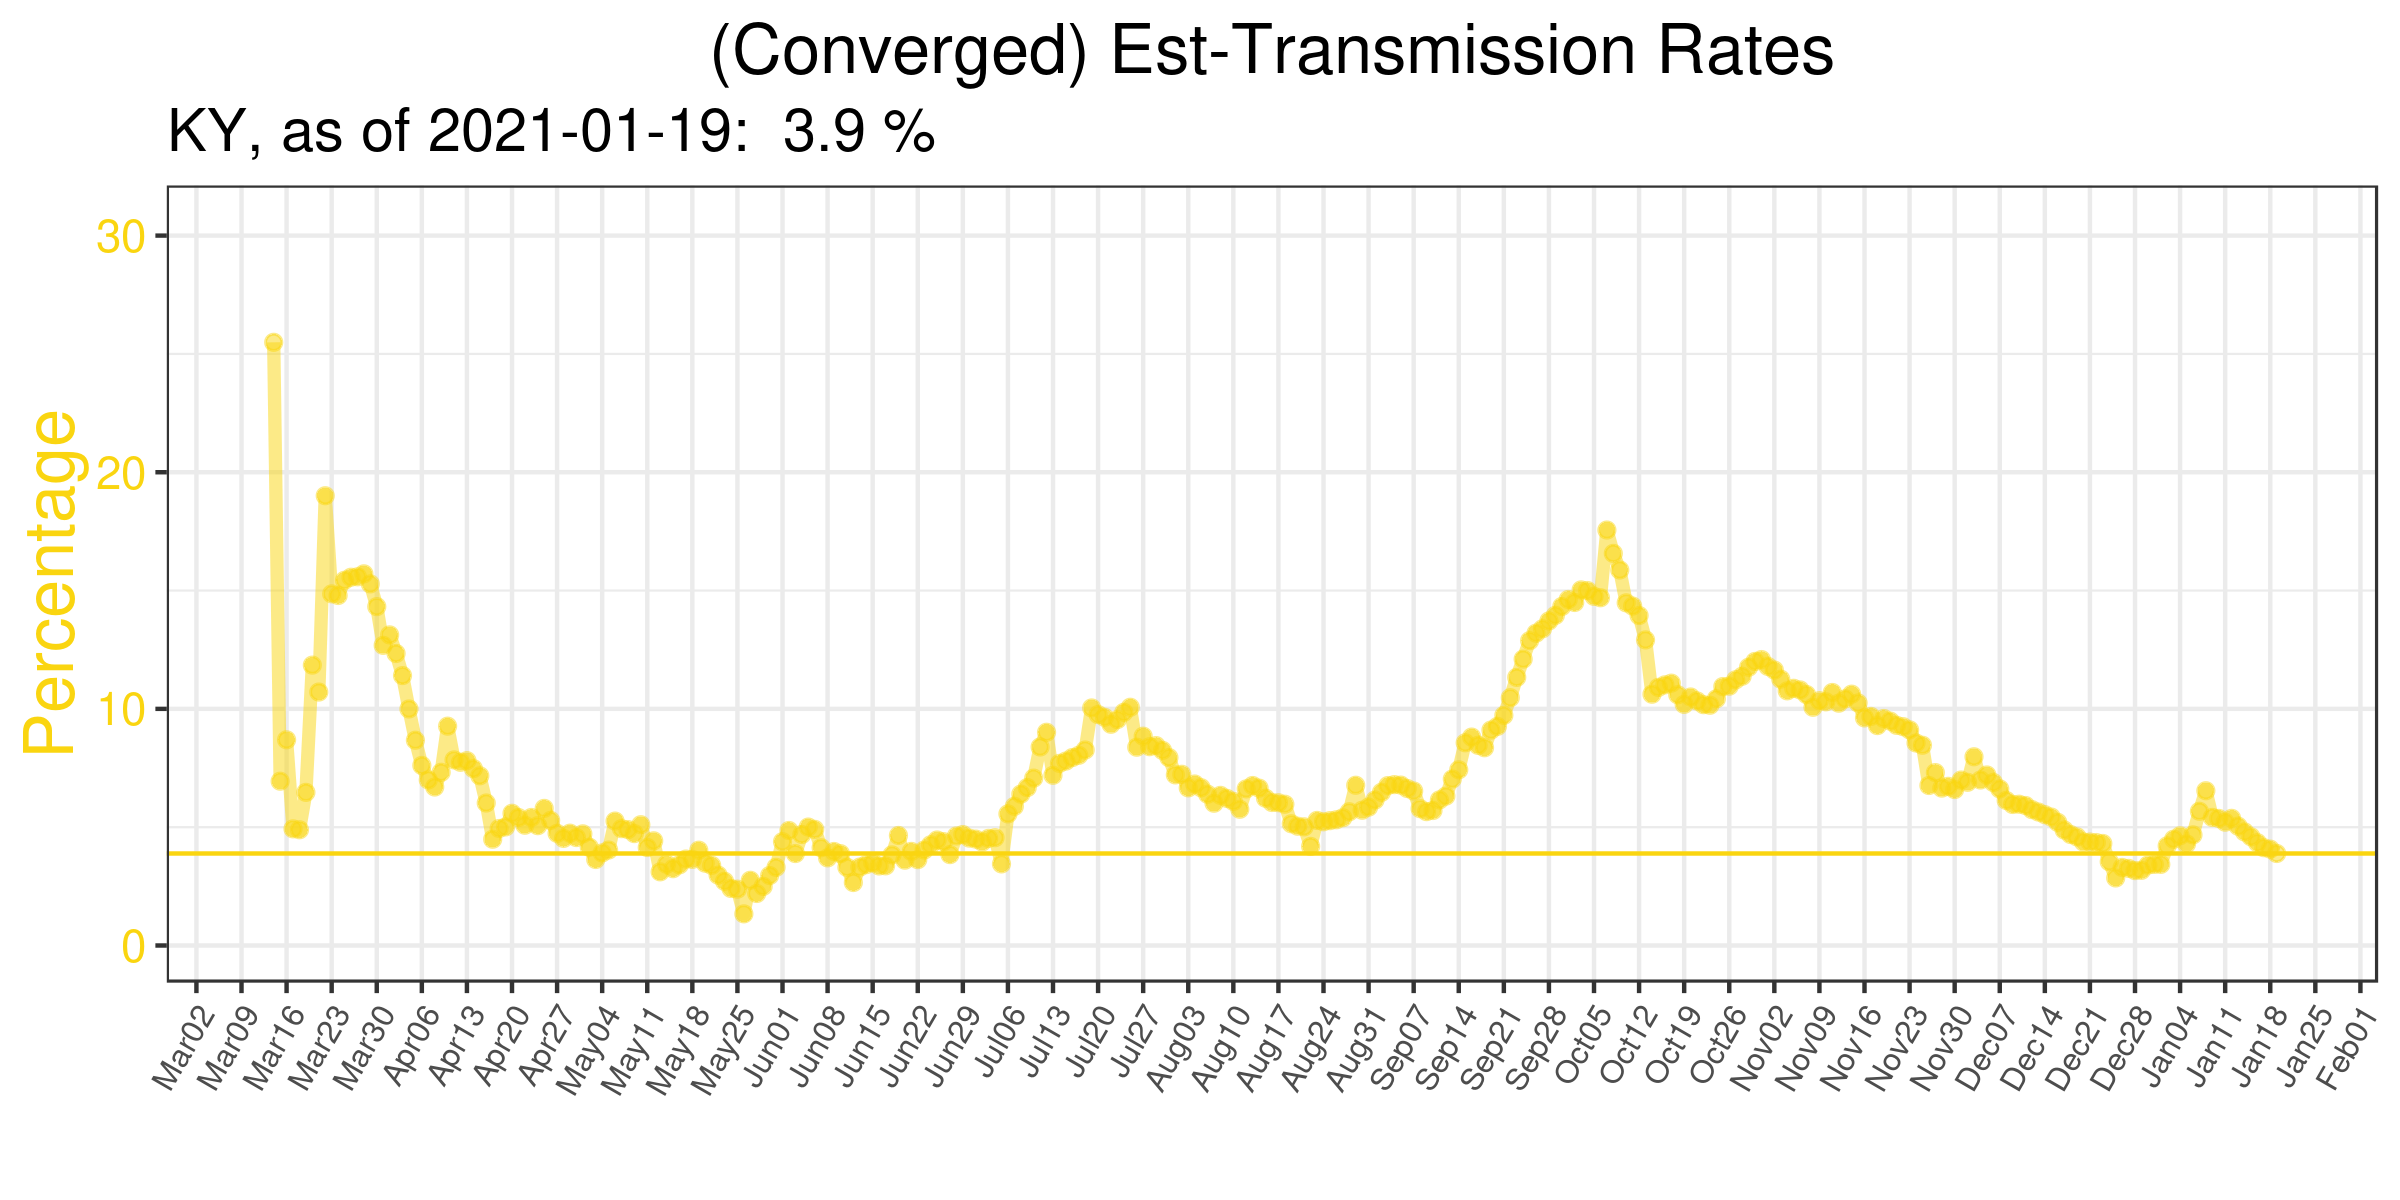 (Converged) Est-Transmission Rates
KY, as of 2021-01-19:  3.9 %
Percentage
30
20
10
0
Mar02
Mar09
Mar16
Mar23
Mar30
Apr06
Apr13
Apr20
Apr27
May04
May11
May18
May25
Jun01
Jun08
Jun15
Jun22
Jun29
Jul06
Jul13
Jul20
Jul27
Aug03
Aug10
Aug17
Aug24
Aug31
Sep07
Sep14
Sep21
Sep28
Oct05
Oct12
Oct19
Oct26
Nov02
Nov09
Nov16
Nov23
Nov30
Dec07
Dec14
Dec21
Dec28
Jan04
Jan11
Jan18
Jan25
Feb01